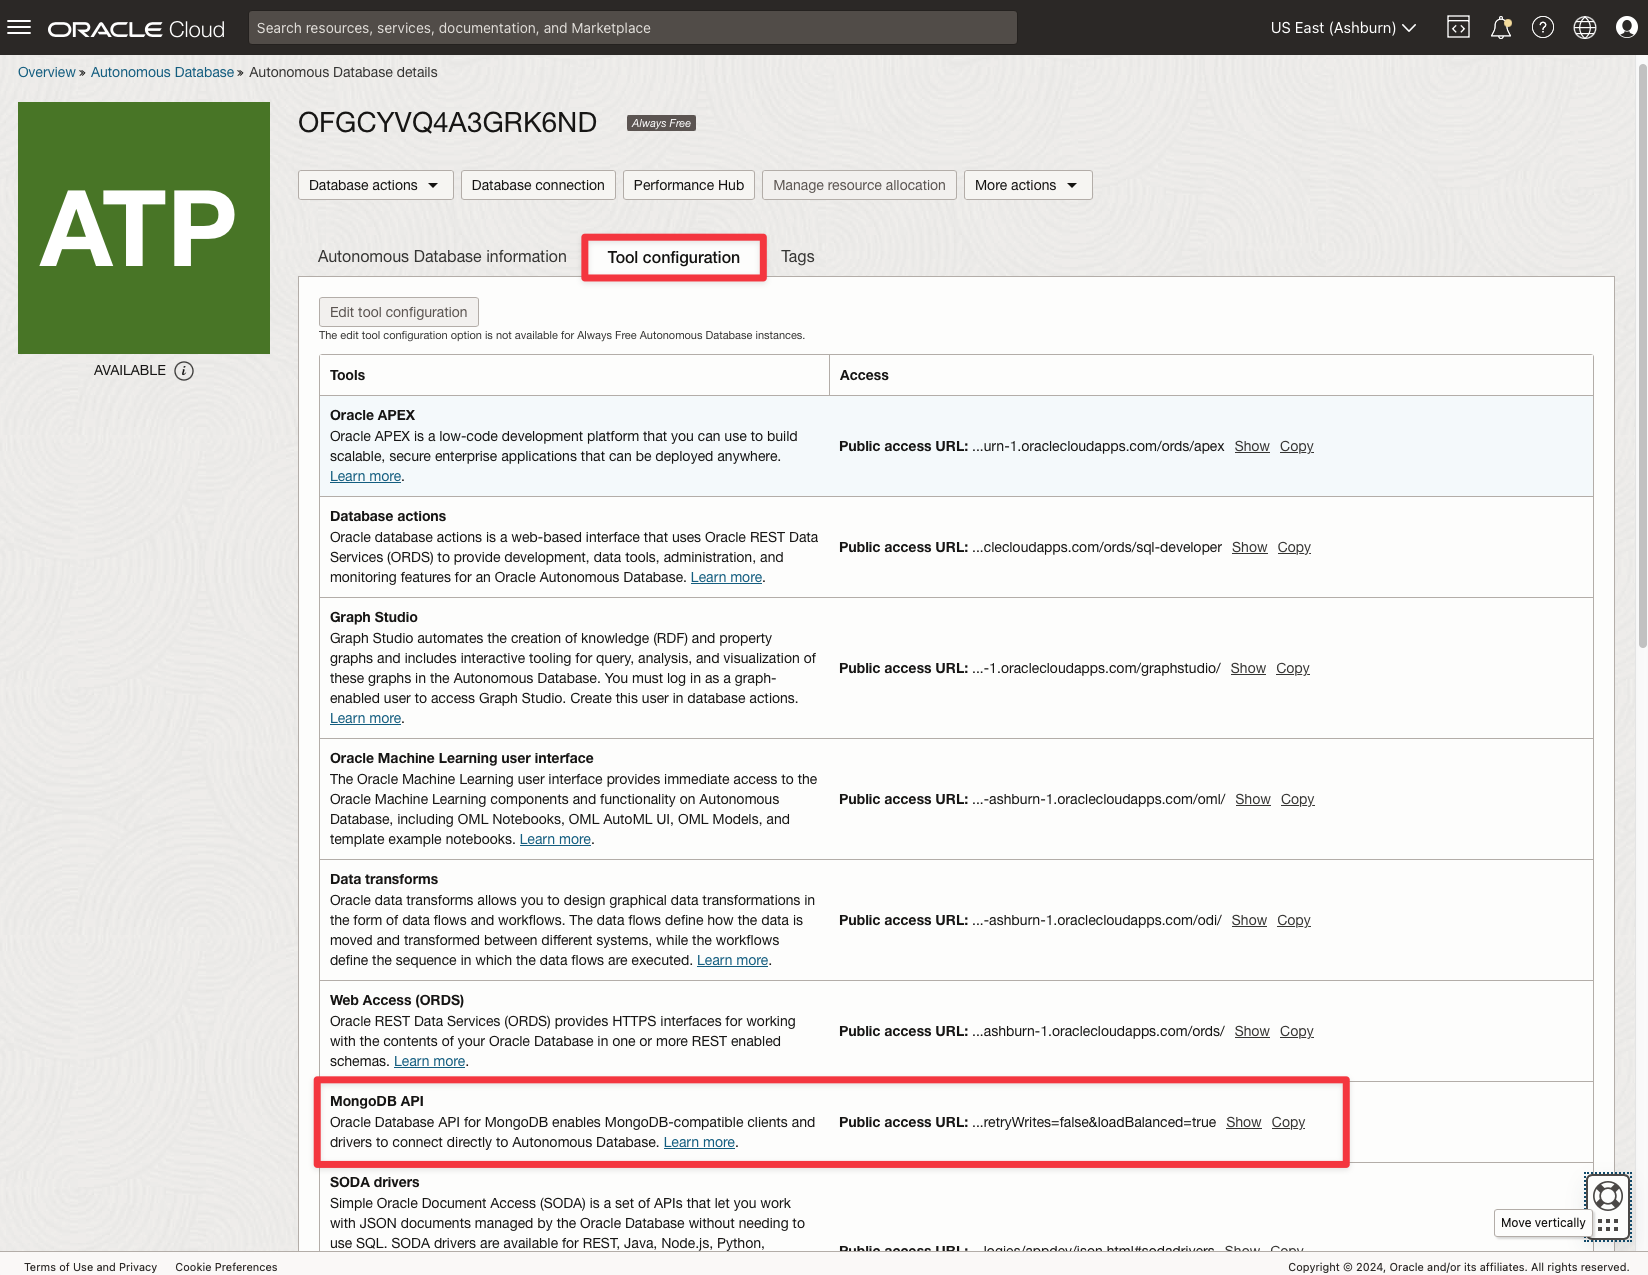 ORACLE Cloud
Search resources, services, documentation, and Marketplace
US East (Ashburn)
Overview » Autonomous Database » Autonomous Database details
ATP
AVAILABLE
OFGCYVQ4A3GRK6ND
Always Free
Database actions
Database connection
Performance Hub
Manage resource allocation
More actions
Autonomous Database information
Tool configuration
Tags
Edit tool configuration
The edit tool configuration option is not available for Always Free Autonomous Database instances.
Tools
Access
Oracle APEX
Oracle APEX is a low-code development platform that you can use to build
scalable, secure enterprise applications that can be deployed anywhere.
Learn more.
Public access URL: ...urn-1.oraclecloudapps.com/ords/apex Show Copy
Database actions
Oracle database actions is a web-based interface that uses Oracle REST Data
Services (ORDS) to provide development, data tools, administration, and
monitoring features for an Oracle Autonomous Database. Learn more.
Public access URL: ...clecloudapps.com/ords/sql-developer Show Copy
Graph Studio
Graph Studio automates the creation of knowledge (RDF) and property
graphs and includes interactive tooling for query, analysis, and visualization of
these graphs in the Autonomous Database. You must log in as a graph-
enabled user to access Graph Studio. Create this user in database actions.
Learn more.
Public access URL: ...-1.oraclecloudapps.com/graphstudio/ Show Copy
Oracle Machine Learning user interface
The Oracle Machine Learning user interface provides immediate access to the
Oracle Machine Learning components and functionality on Autonomous
Database, including OML Notebooks, OML AutoML UI, OML Models, and
template example notebooks. Learn more.
Public access URL: ...-ashburn-1.oraclecloudapps.com/oml/ Show Copy
Data transforms
Oracle data transforms allows you to design graphical data transformations in
the form of data flows and workflows. The data flows define how the data is
moved and transformed between different systems, while the workflows
define the sequence in which the data flows are executed. Learn more.
Public access URL: ...-ashburn-1.oraclecloudapps.com/odi/ Show Copy
Web Access (ORDS)
Oracle REST Data Services (ORDS) provides HTTPS interfaces for working
with the contents of your Oracle Database in one or more REST enabled
schemas. Learn more.
Public access URL: ...ashburn-1.oraclecloudapps.com/ords/ Show Copy
MongoDB API
Oracle Database API for MongoDB enables MongoDB-compatible clients and
drivers to connect directly to Autonomous Database. Learn more.
Public access URL: ...retryWrites=false&loadBalanced=true Show Copy
SODA drivers
Simple Oracle Document Access (SODA) is a set of APIs that let you work
with JSON documents managed by the Oracle Database without needing to
use SQL. SODA drivers are available for REST, Java, Node.js, Python,
Public access URL: ...logies/appdev/json.html#sodadrivers Show Copy
Move vertically
Terms of Use and Privacy
Cookie Preferences
Copyright © 2024, Oracle and/or its affiliates. All rights reserved.